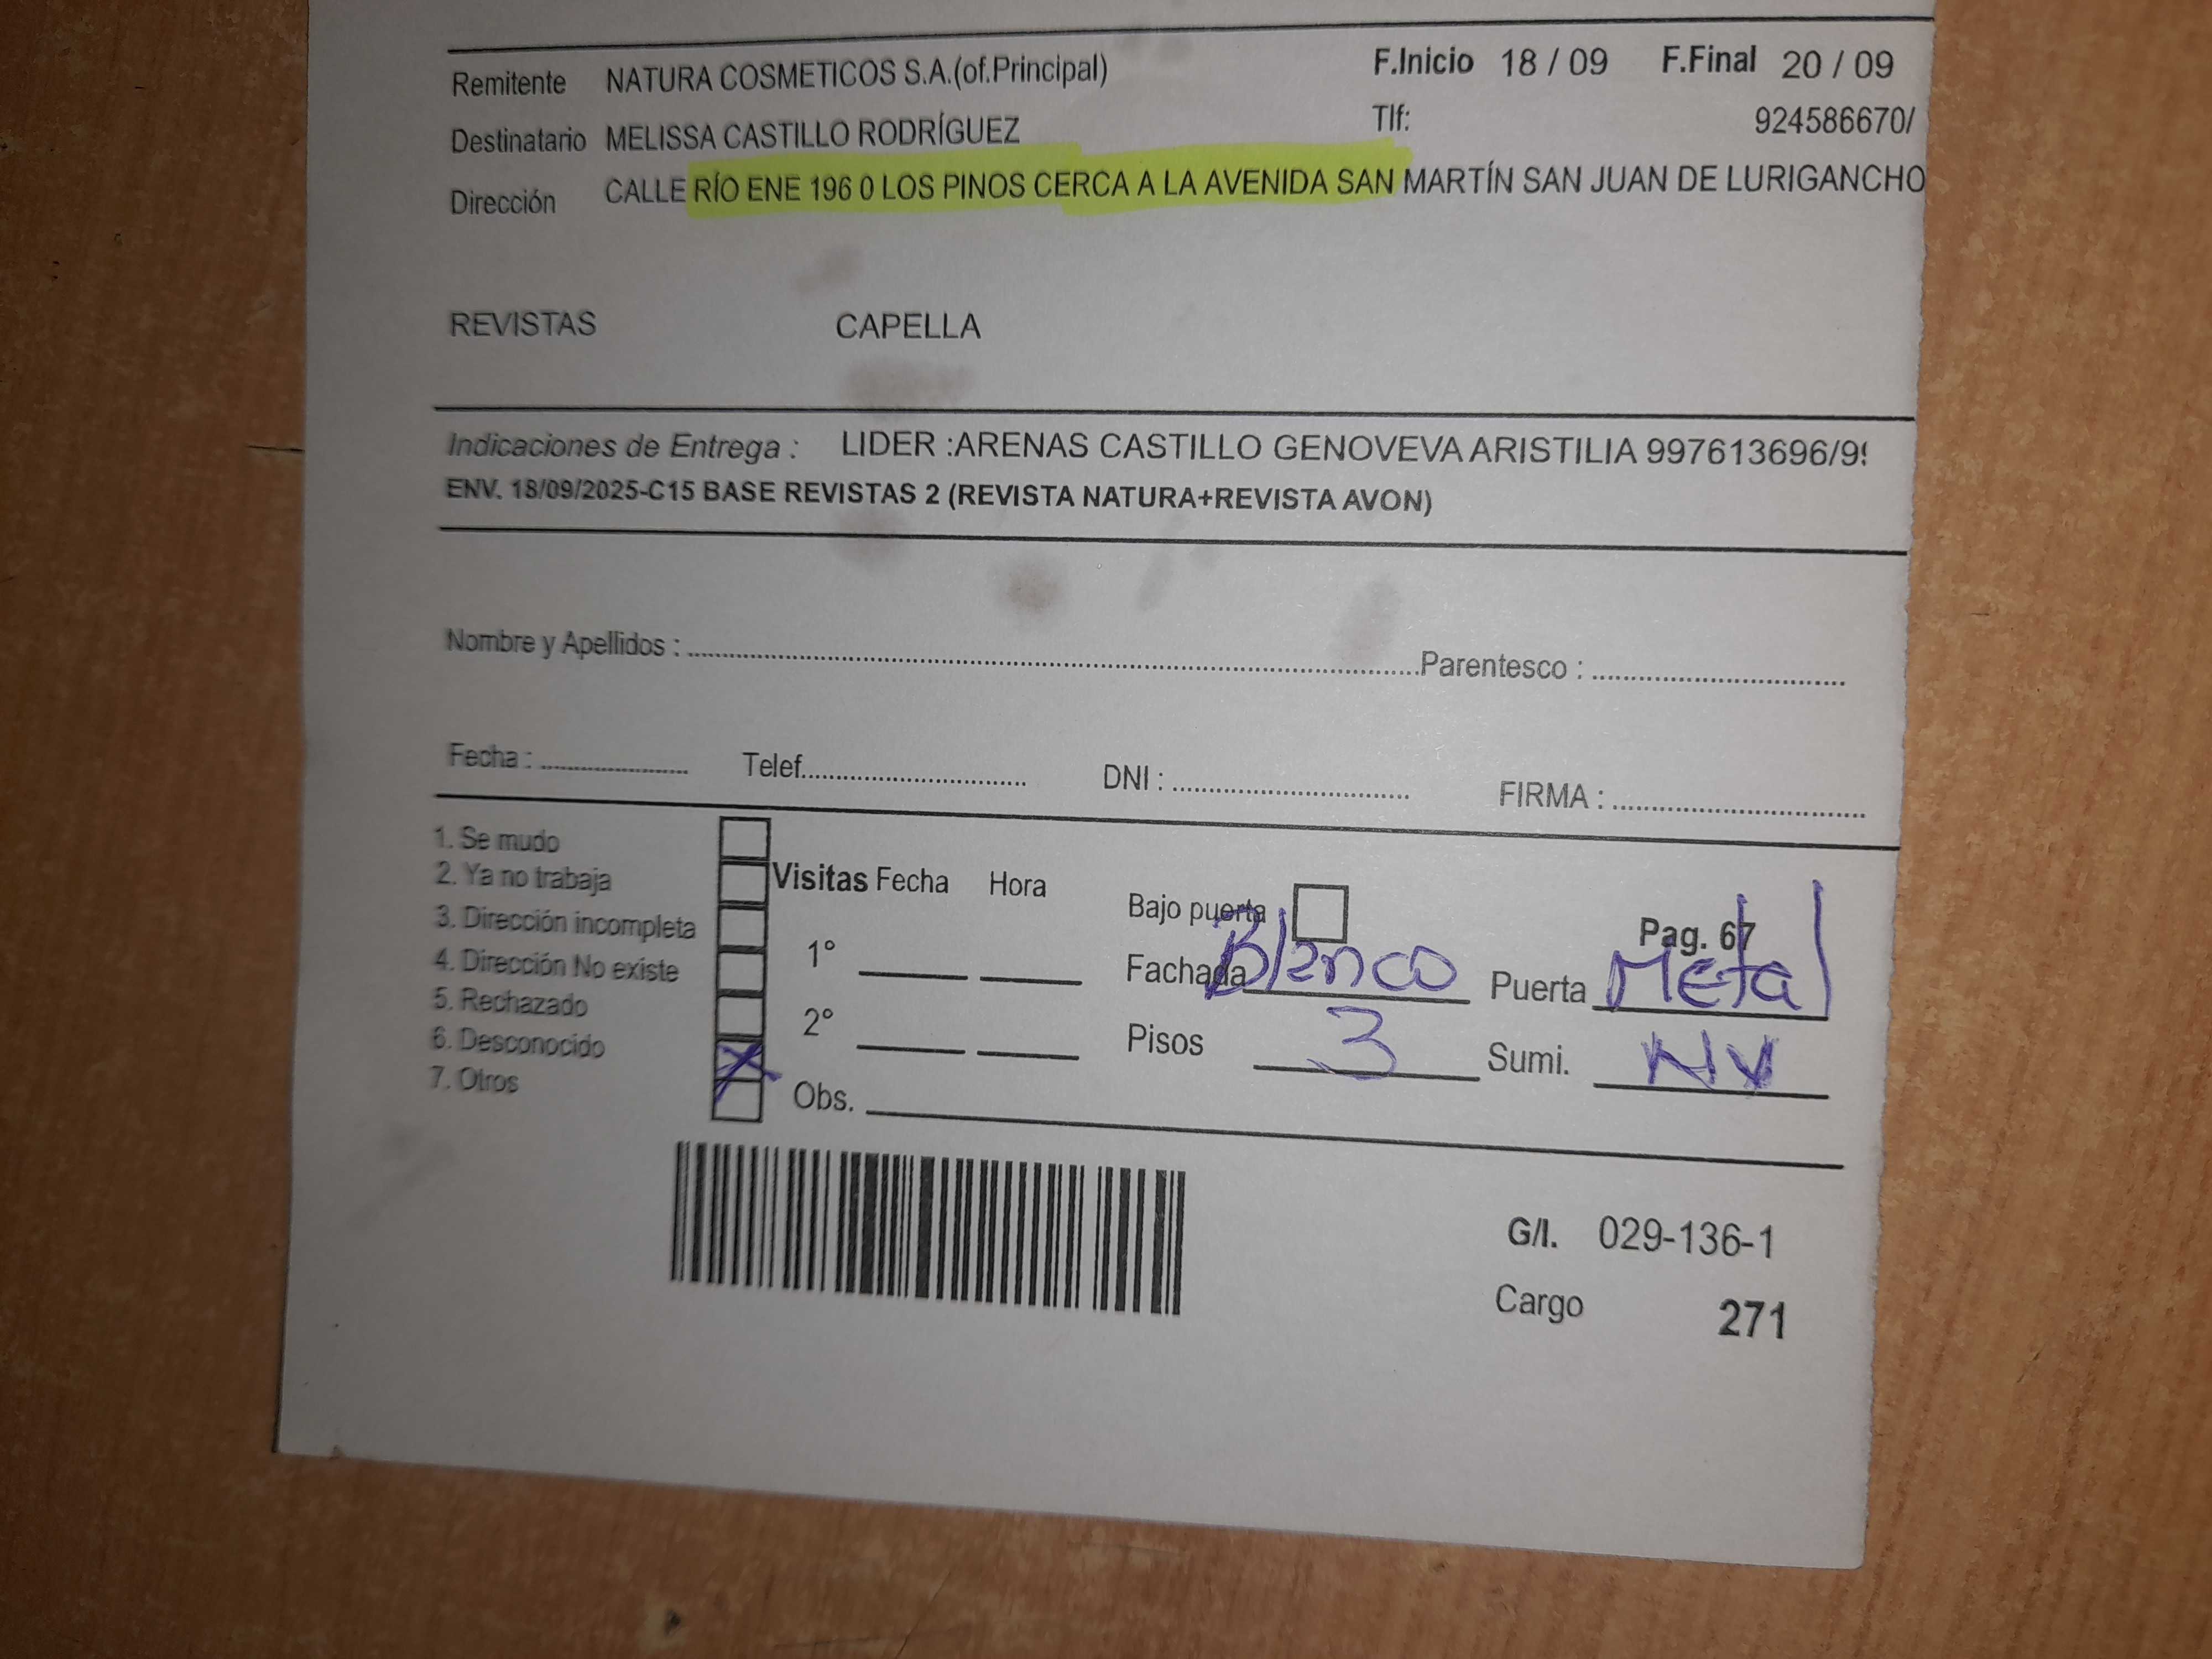 Remitente NATURA COSMETICOS S.A.(of.Principal) F.Inicio 18 / 09 F.Final 20 / 09
Destinatario MELISSA CASTILLO RODRÍGUEZ Tlf: 924586670/
Dirección CALLE RÍO ENE 196 0 LOS PINOS CERCA A LA AVENIDA SAN MARTÍN SAN JUAN DE LURIGANCHO
REVISTAS CAPELLA
Indicaciones de Entrega : LIDER :ARENAS CASTILLO GENOVEVA ARISTILIA 997613696/9
ENV. 18/09/2025-C15 BASE REVISTAS 2 (REVISTA NATURA+REVISTA AVON)
Nombre y Apellidos : Parentesco :
Fecha : Telef. DNI : FIRMA :
1. Se mudo
2. Ya no trabaja Visitas Fecha Hora
3. Dirección incompleta Bajo puerta Pag. 67
4. Dirección No existe 1° Fachada Blanco Puerta Metal
5. Rechazado 2° Pisos 3 Sumi. NV
6. Desconocido X
7. Otros Obs.
G/I. 029-136-1
Cargo 271